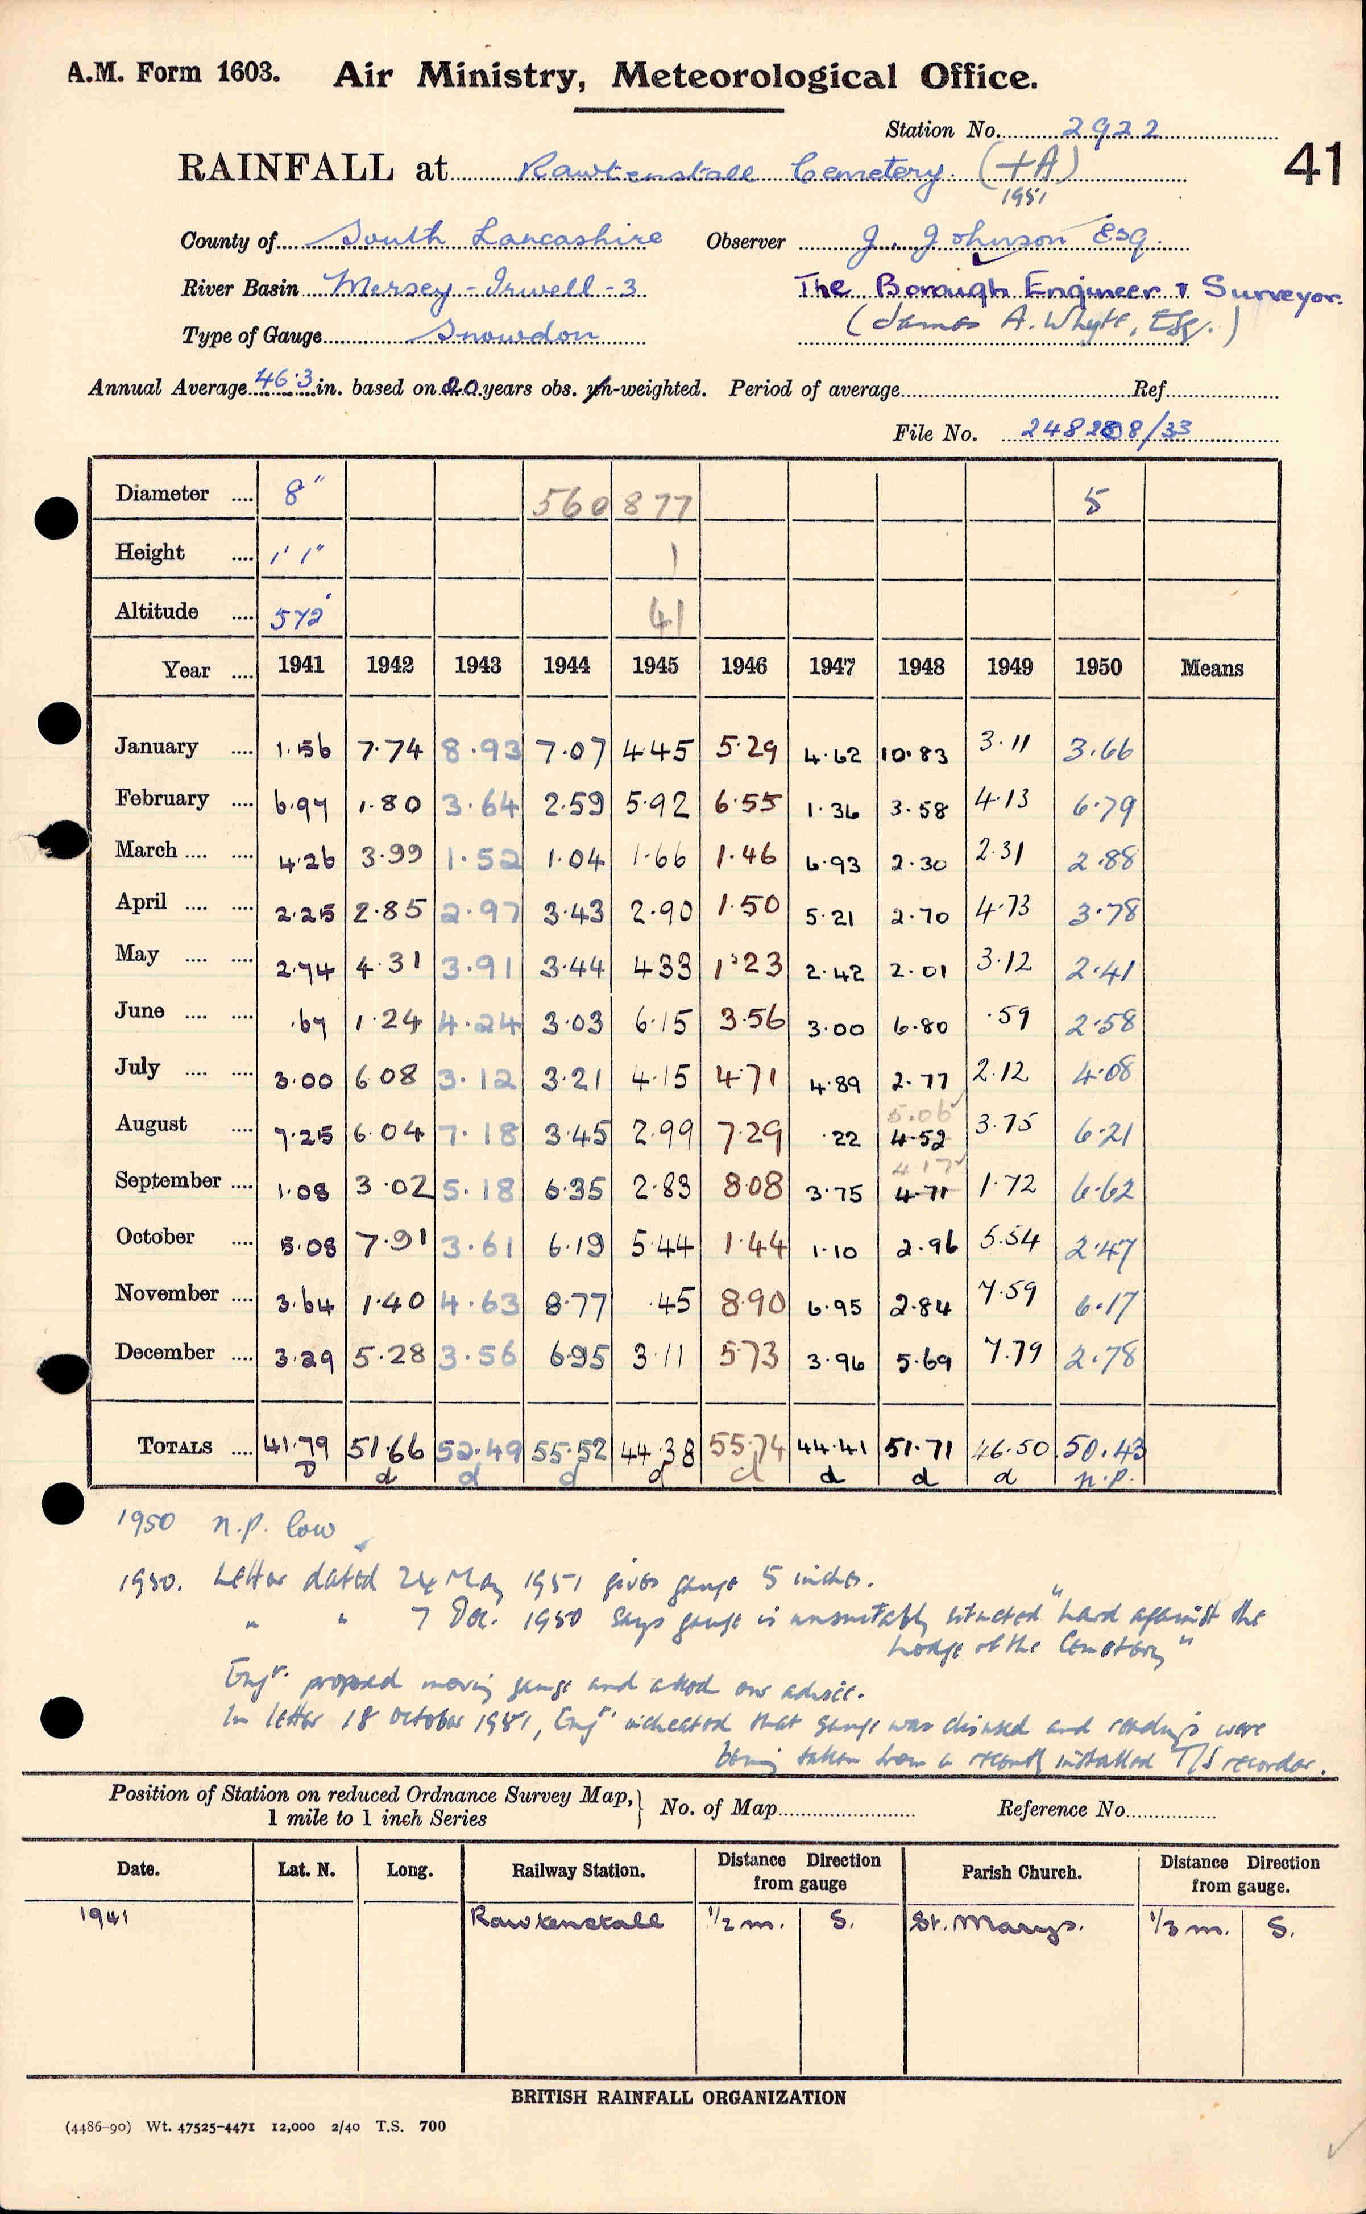 A.M. Form 1603. Air Ministry, Meteorological Office.
Station No. 2922
41
RAINFALL at Rawtenstall Cemetery. (+A)
1951
County of South Lancashire Observer J. Johnson Esq.
River Basin Mersey - Irwell - 3 The Borough Engineer & Surveyor.
Type of Gauge Snowdon (James A. Whyte, Esq.)
Annual Average 46.3 in. based on 20 years obs. un-weighted. Period of average Ref.
File No. 248208/33
Diameter 8" 560 877 5
Height 1' 1" 1
Altitude 572' 41
Year 1941 1942 1943 1944 1945 1946 1947 1948 1949 1950 Means
January 1.56 7.74 8.93 7.07 4.45 5.29 4.62 10.83 3.11 3.66
February 6.97 1.80 3.64 2.59 5.92 6.55 1.36 3.58 4.13 6.79
March 4.26 3.99 1.52 1.04 1.66 1.46 6.93 2.30 2.31 2.88
April 2.25 2.85 2.97 3.43 2.90 1.50 5.21 2.70 4.73 3.78
May 2.74 4.31 3.91 3.44 4.33 1.23 2.42 2.01 3.12 2.41
June .67 1.24 4.24 3.03 6.15 3.56 3.00 6.80 .59 2.58
July 3.00 6.08 3.12 3.21 4.15 4.71 4.89 2.77 2.12 4.08
5.06
August 7.25 6.04 7.18 3.45 2.99 7.29 .22 4.52 3.75 6.21
4.17
September 1.08 3.02 5.18 6.35 2.83 8.08 3.75 4.71 1.72 6.62
October 5.08 7.91 3.61 6.19 5.44 1.44 1.10 2.96 5.54 2.47
November 3.64 1.40 4.63 8.77 .45 8.90 6.95 2.84 7.59 6.17
December 3.29 5.28 3.56 6.95 3.11 5.73 3.96 5.69 7.79 2.78
TOTALS 41.79 51.66 52.49 55.52 44.38 55.74 44.41 51.71 46.50 50.43
D d d d d d d d d n.p.
1950 n.p. low
1950. Letter dated 24 May 1951 gives gauge 5 inches.
" " 7 Dec. 1950 says gauge is unsuitably situated "hard against the
Lodge of the Cemetery"
Engr. proposed moving gauge and asked our advice.
In letter 18 October 1951, Engr. indicated that gauge was disused and readings were
being taken from a recently installed T/S recorder.
Position of Station on reduced Ordnance Survey Map,
1 mile to 1 inch Series No. of Map Reference No.
Date. Lat. N. Long. Railway Station. Distance Direction from gauge Parish Church. Distance Direction from gauge.
1941 Rawtenstall 1/2 m. S. St. Marys. 1/3 m. S.
BRITISH RAINFALL ORGANIZATION
(4486-90) Wt. 47525-4471 12,000 2/40 T.S. 700